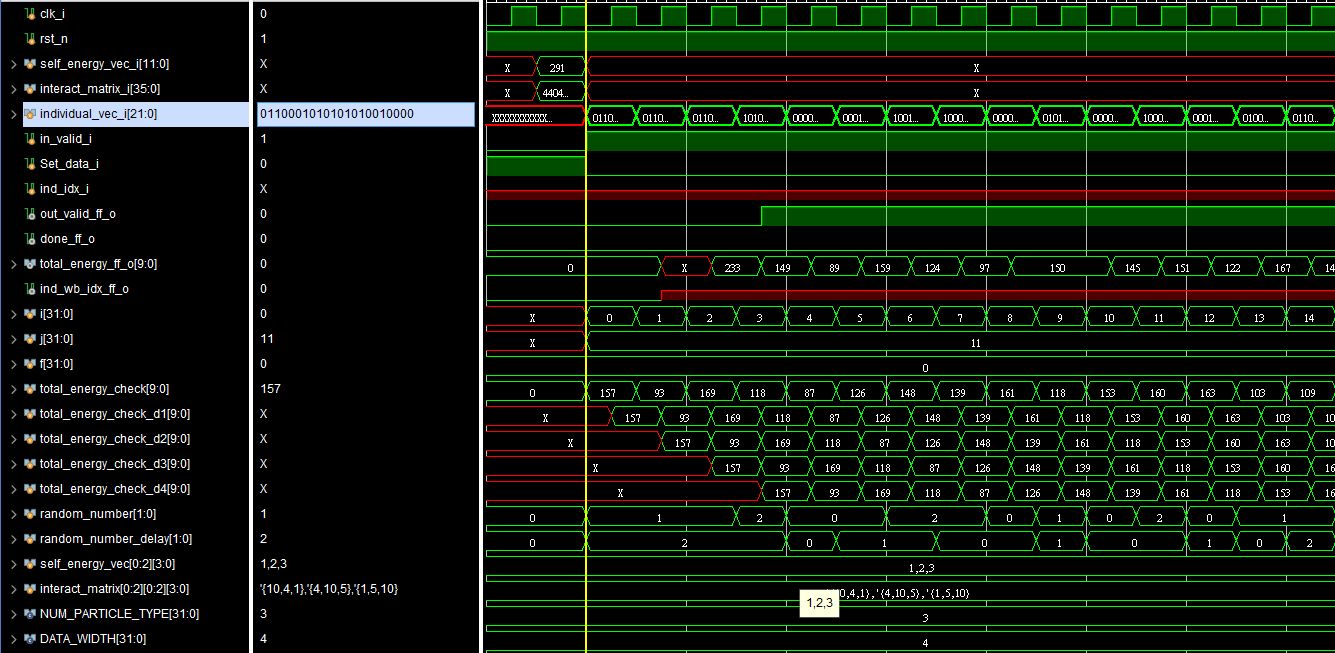 clk_i 0
rst_n 1
self_energy_vec_i[11:0] X X 291 X
interact_matrix_i[35:0] X X 4404... X
individual_vec_i[21:0] 0110001010101010010000 XXXXXXXXXXX... 0110... 0110... 0110... 1010... 0000... 0001... 1001... 1000... 0000... 0101... 0000... 1000... 0001... 0100... 0110...
in_valid_i 1
Set_data_i 0
ind_idx_i X
out_valid_ff_o 0
done_ff_o 0
total_energy_ff_o[9:0] 0 0 X 233 149 89 159 124 97 150 145 151 122 167 14
ind_wb_idx_ff_o 0
i[31:0] 0 X 0 1 2 3 4 5 6 7 8 9 10 11 12 13 14
j[31:0] 11 X 11
f[31:0] 0 0
total_energy_check[9:0] 157 0 157 93 169 118 87 126 148 139 161 118 153 160 163 103 109
total_energy_check_d1[9:0] X X 157 93 169 118 87 126 148 139 161 118 153 160 163 103 10
total_energy_check_d2[9:0] X X 157 93 169 118 87 126 148 139 161 118 153 160 163 10
total_energy_check_d3[9:0] X X 157 93 169 118 87 126 148 139 161 118 153 160 16
total_energy_check_d4[9:0] X X 157 93 169 118 87 126 148 139 161 118 153 16
random_number[1:0] 1 0 1 2 0 2 0 1 0 2 0 1
random_number_delay[1:0] 2 0 2 0 1 0 1 0 1 0 2
self_energy_vec[0:2][3:0] 1,2,3 1,2,3
interact_matrix[0:2][0:2][3:0] '{10,4,1},'{4,10,5},'{1,5,10} 0,4,1},'{4,10,5},'{1,5,10}
1,2,3
NUM_PARTICLE_TYPE[31:0] 3 3
DATA_WIDTH[31:0] 4 4